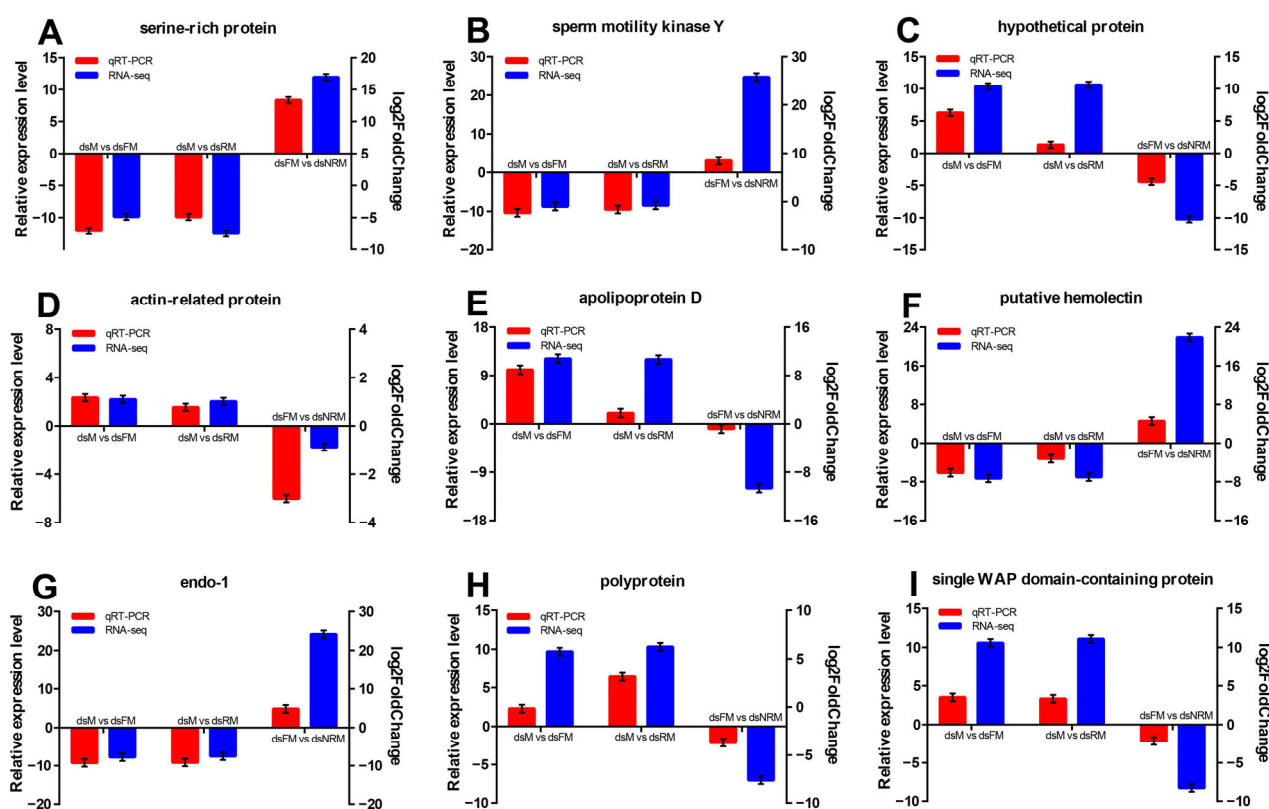 A serine-rich protein
qRT-PCR
RNA-seq
Relative expression level
15
10
5
0
−5
−10
dsM vs dsFM
dsM vs dsRM
dsFM vs dsNRM
20
15
10
5
0
−5
−10
log2FoldChange
B sperm motility kinase Y
qRT-PCR
RNA-seq
Relative expression level
30
20
10
0
−10
−20
dsM vs dsFM
dsM vs dsRM
dsFM vs dsNRM
30
20
10
0
−10
log2FoldChange
C hypothetical protein
qRT-PCR
RNA-seq
Relative expression level
15
10
5
0
−5
−10
−15
dsM vs dsFM
dsM vs dsRM
dsFM vs dsNRM
15
10
5
0
−5
−10
−15
log2FoldChange
D actin-related protein
qRT-PCR
RNA-seq
Relative expression level
8
4
0
−4
−8
dsM vs dsFM
dsM vs dsRM
dsFM vs dsNRM
4
2
0
−2
−4
log2FoldChange
E apolipoprotein D
qRT-PCR
RNA-seq
Relative expression level
18
9
0
−9
−18
dsM vs dsFM
dsM vs dsRM
dsFM vs dsNRM
16
8
0
−8
−16
log2FoldChange
F putative hemolectin
qRT-PCR
RNA-seq
Relative expression level
24
16
8
0
−8
−16
dsM vs dsFM
dsM vs dsRM
dsFM vs dsNRM
24
16
8
0
−8
−16
log2FoldChange
G endo-1
qRT-PCR
RNA-seq
Relative expression level
30
20
10
0
−10
−20
dsM vs dsFM
dsM vs dsRM
dsFM vs dsNRM
30
20
10
0
−10
−20
log2FoldChange
H polyprotein
qRT-PCR
RNA-seq
Relative expression level
15
10
5
0
−5
−10
dsM vs dsFM
dsM vs dsRM
dsFM vs dsNRM
10
5
0
−5
−10
log2FoldChange
I single WAP domain-containing protein
qRT-PCR
RNA-seq
Relative expression level
15
10
5
0
−5
−10
dsM vs dsFM
dsM vs dsRM
dsFM vs dsNRM
15
10
5
0
−5
−10
log2FoldChange